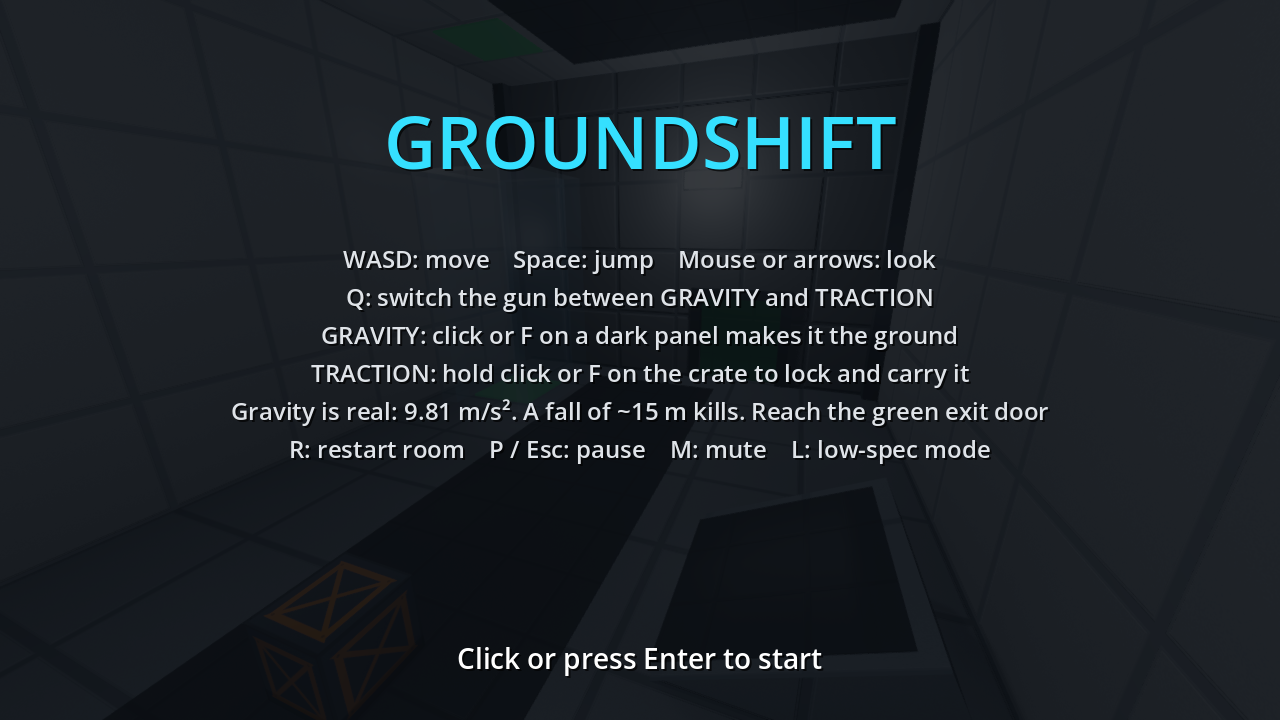 GROUNDSHIFT
WASD: move    Space: jump    Mouse or arrows: look
Q: switch the gun between GRAVITY and TRACTION
GRAVITY: click or F on a dark panel makes it the ground
TRACTION: hold click or F on the crate to lock and carry it
Gravity is real: 9.81 m/s². A fall of ~15 m kills. Reach the green exit door
R: restart room    P / Esc: pause    M: mute    L: low-spec mode
Click or press Enter to start